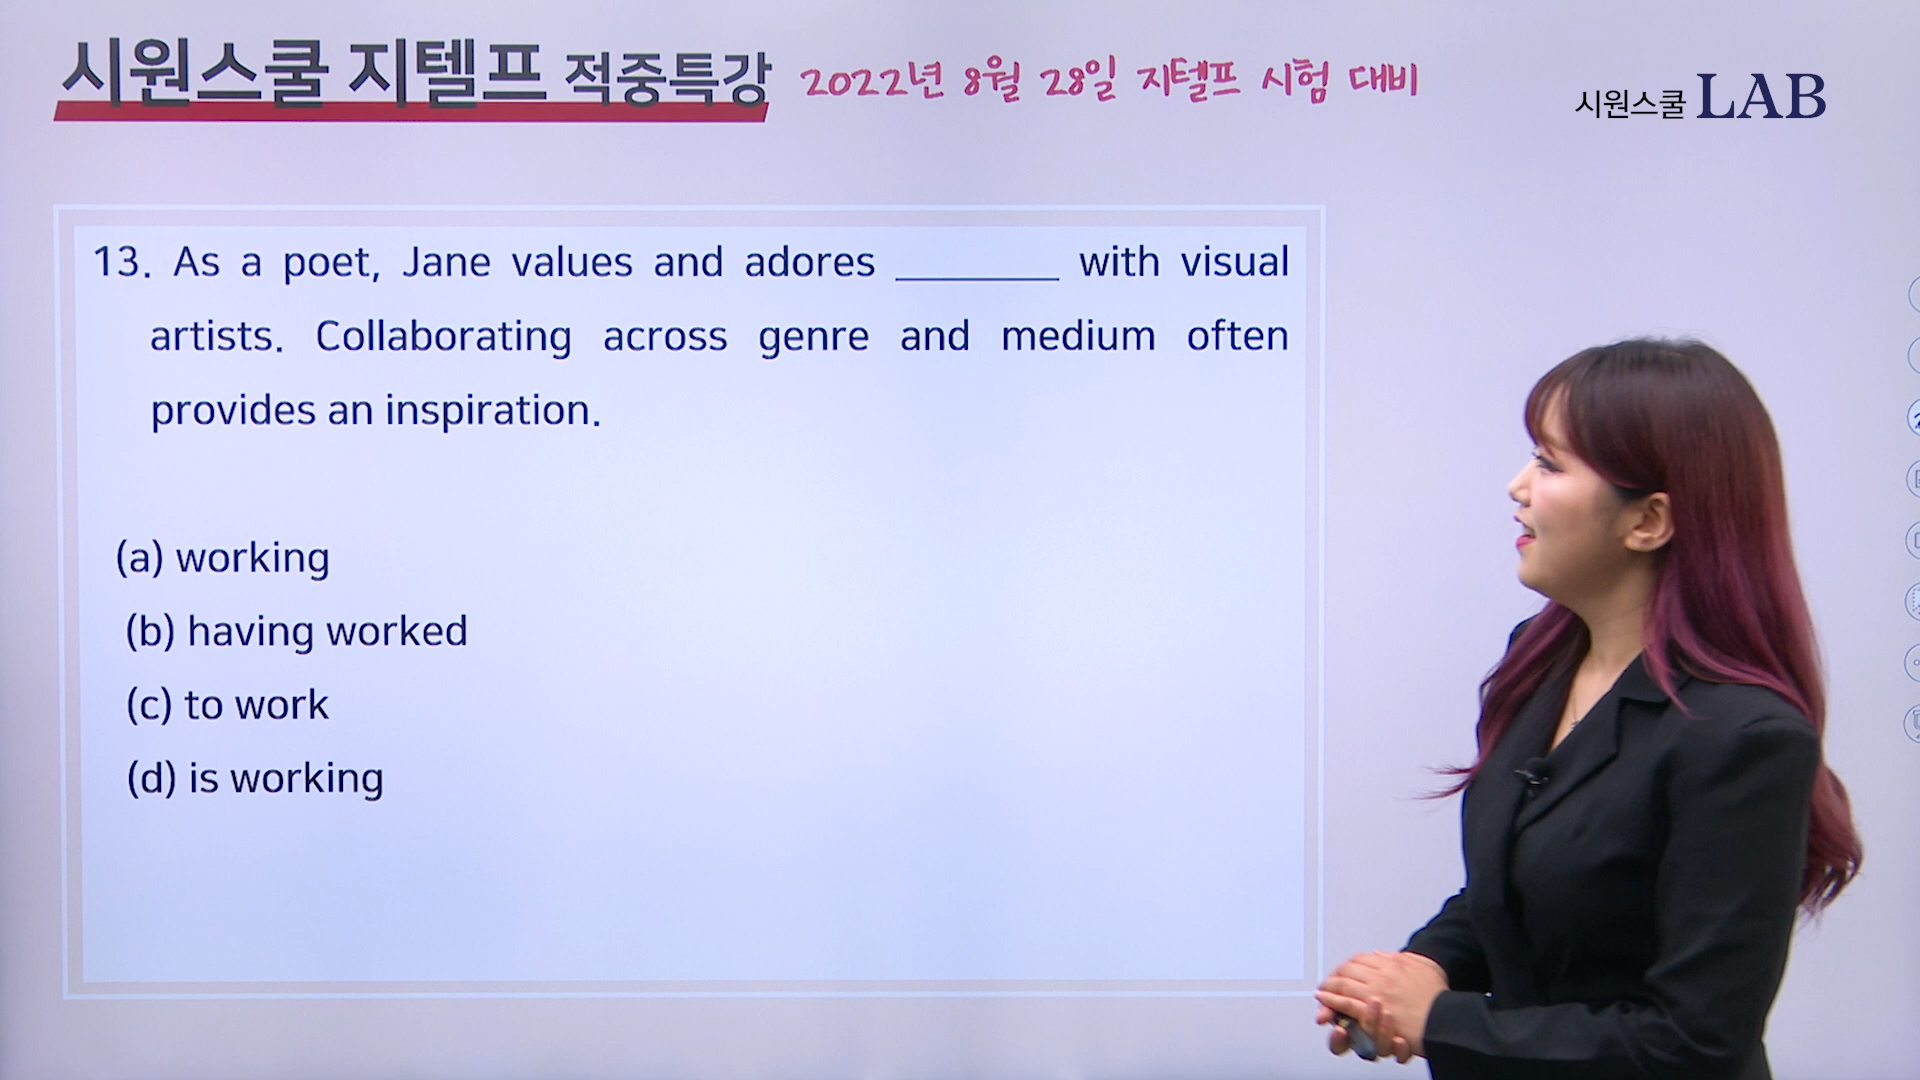 시원스쿨 지텔프 적중특강 2022년 8월 28일 지텔프 시험 대비
시원스쿨 LAB
13. As a poet, Jane values and adores ________ with visual
artists. Collaborating across genre and medium often
provides an inspiration.
(a) working
(b) having worked
(c) to work
(d) is working